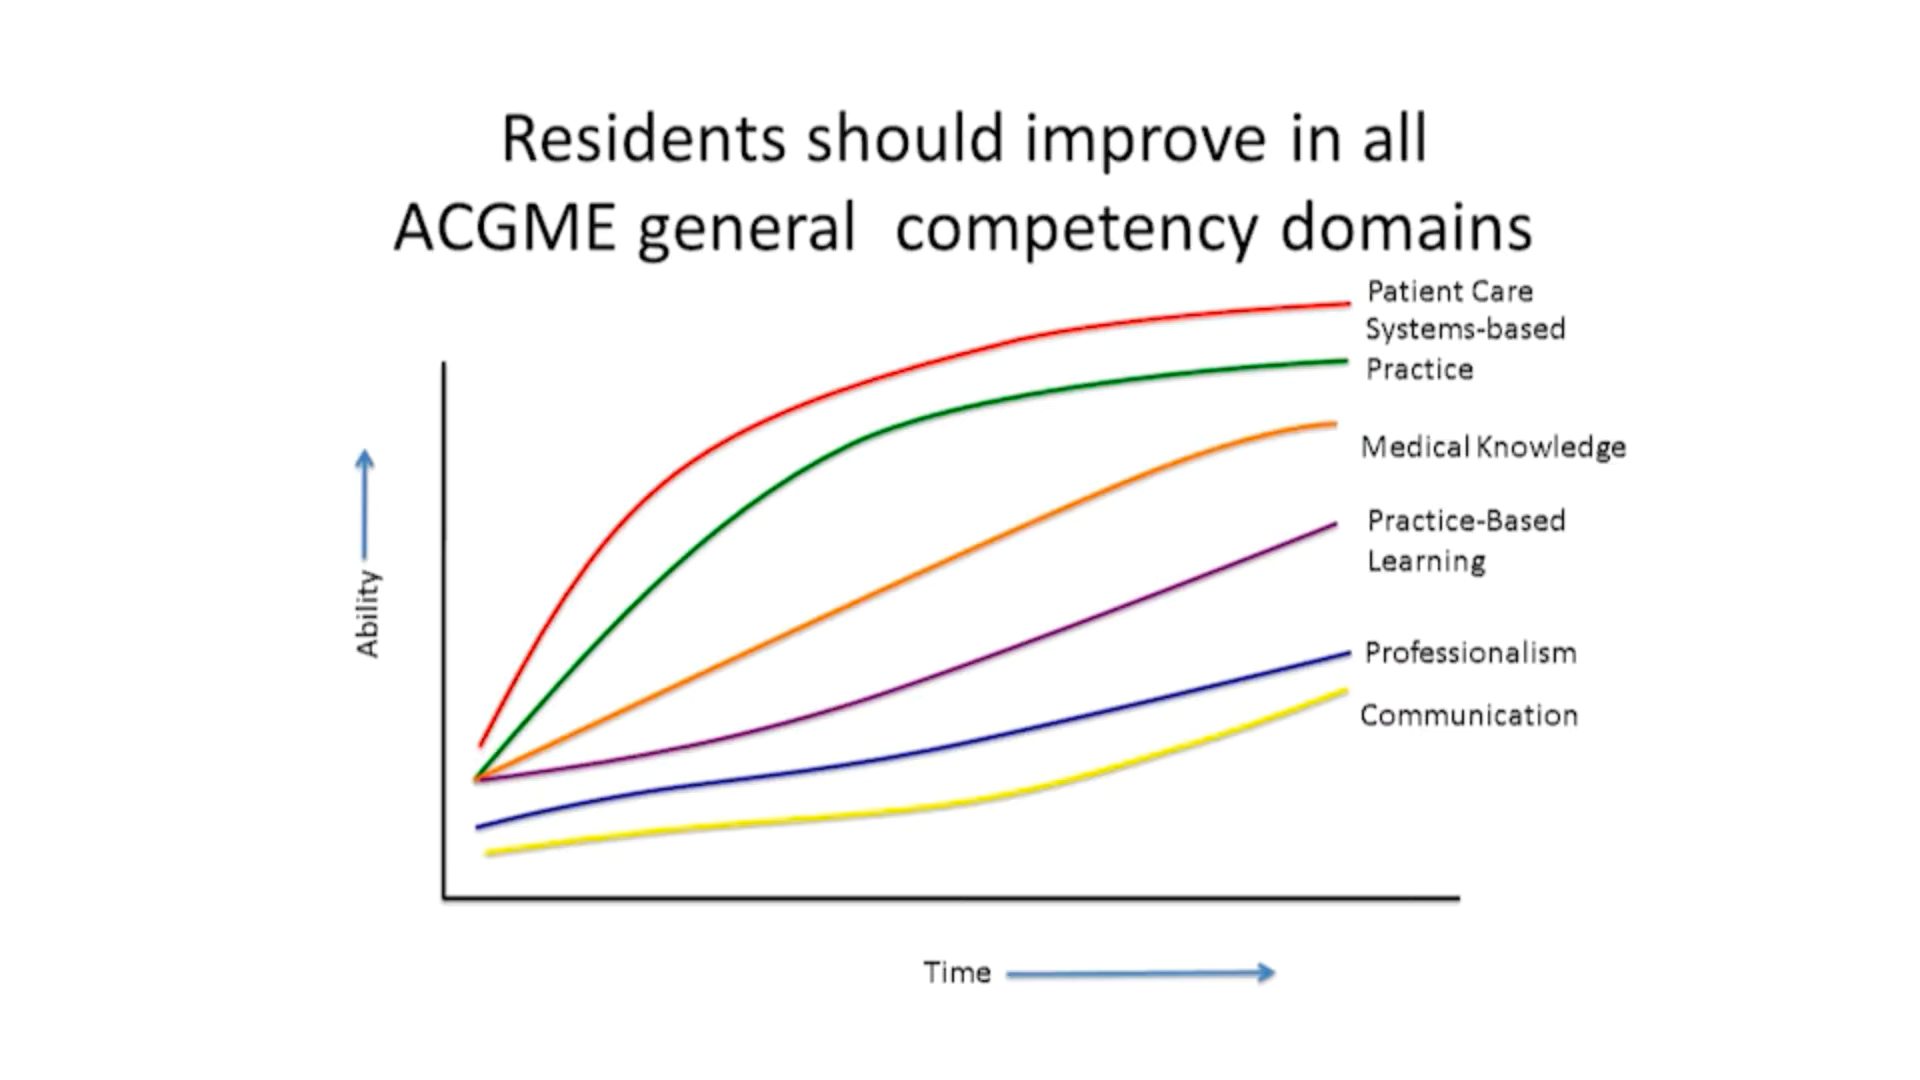 Residents should improve in all
ACGME general competency domains
Patient Care
Systems-based
Practice
Medical Knowledge
Practice-Based
Learning
Professionalism
Communication
Ability
Time